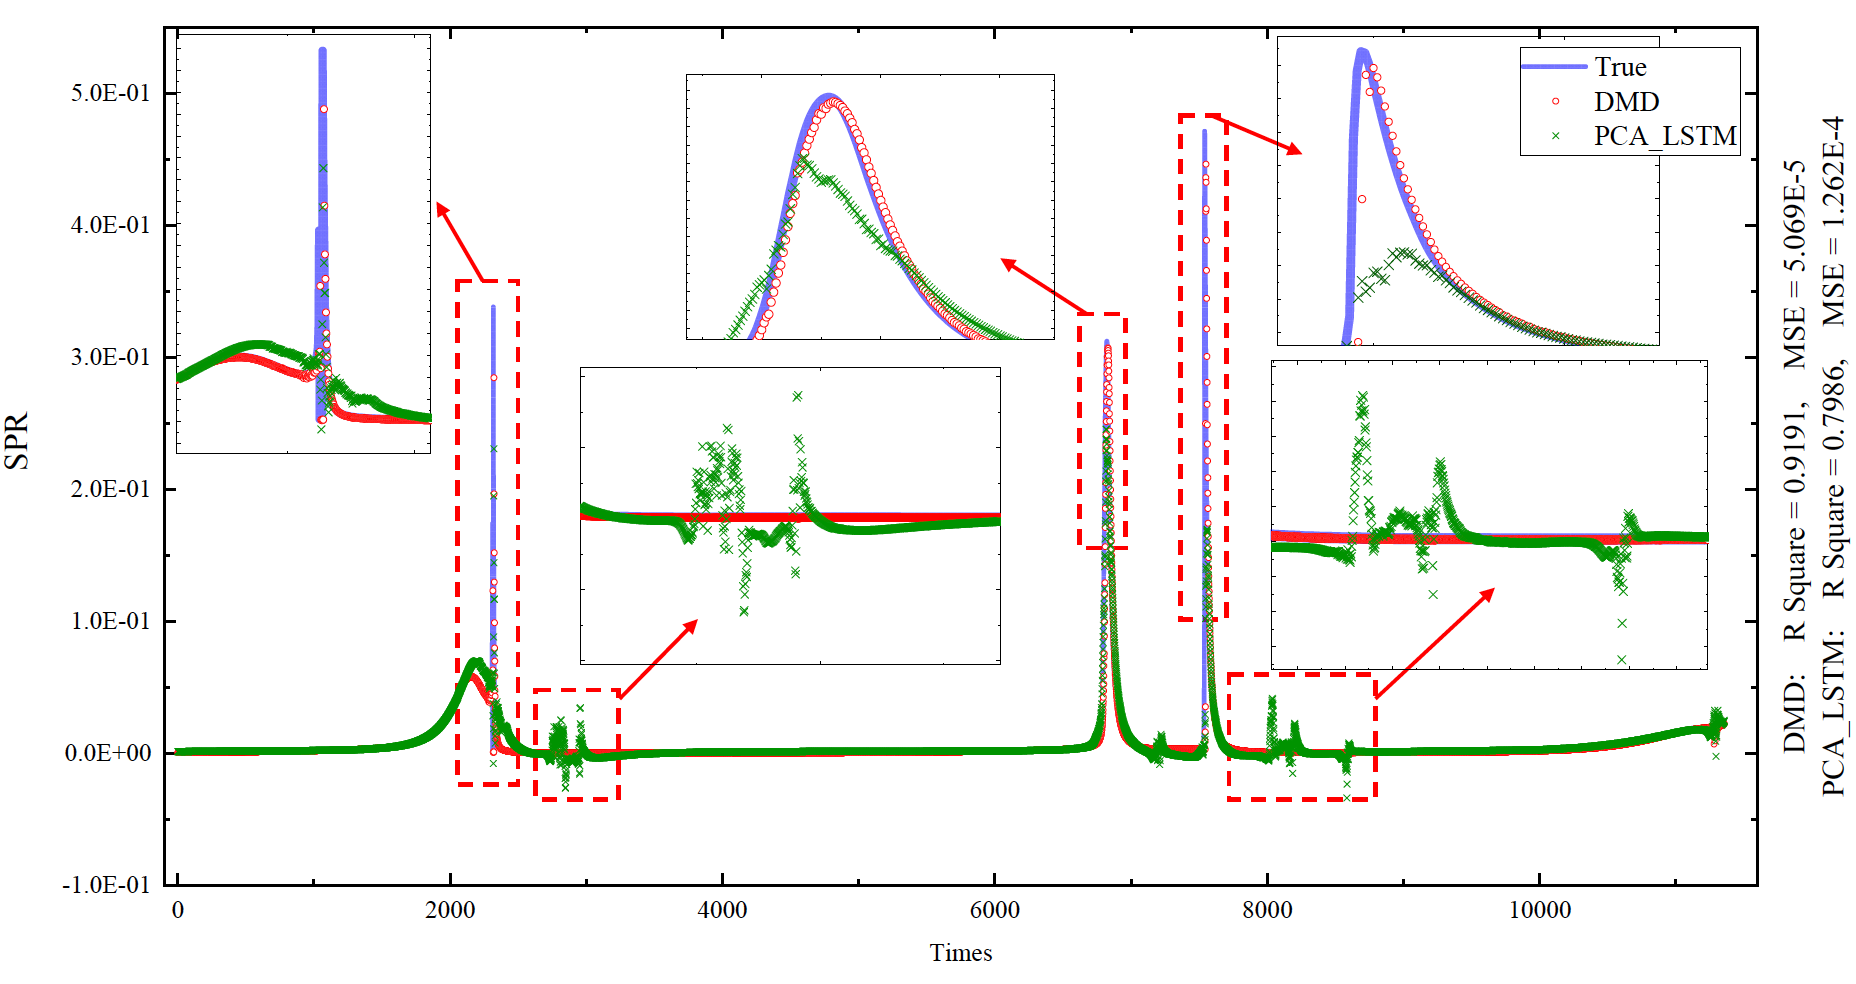 True
DMD
PCA_LSTM
5.0E-01
4.0E-01
3.0E-01
2.0E-01
1.0E-01
0.0E+00
-1.0E-01
SPR
0 2000 4000 6000 8000 10000
Times
DMD: R Square = 0.9191, MSE = 5.069E-5
PCA_LSTM: R Square = 0.7986, MSE = 1.262E-4